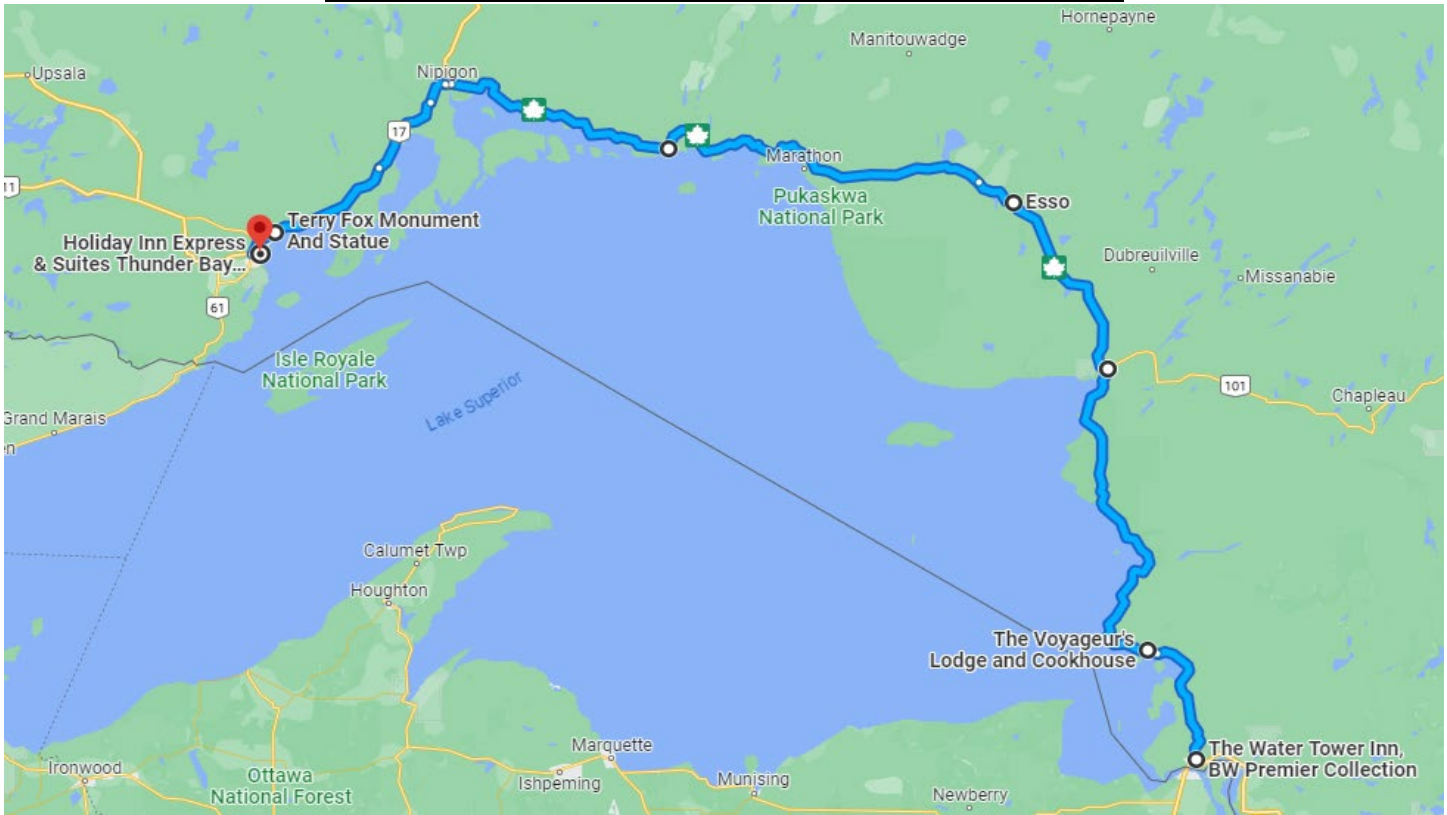 Hornepayne
Manitouwadge
Upsala
Nipigon
17
Marathon
11
Pukaskwa
National Park
Esso
Terry Fox Monument
And Statue
Holiday Inn Express
& Suites Thunder Bay...
Dubreuilville
Missanabie
61
Isle Royale
National Park
Lake Superior
101
Chapleau
Grand Marais
en
Calumet Twp
Houghton
The Voyageur's
Lodge and Cookhouse
Marquette
The Water Tower Inn,
BW Premier Collection
Ironwood
Ottawa
National Forest
Ishpeming
Munising
Newberry